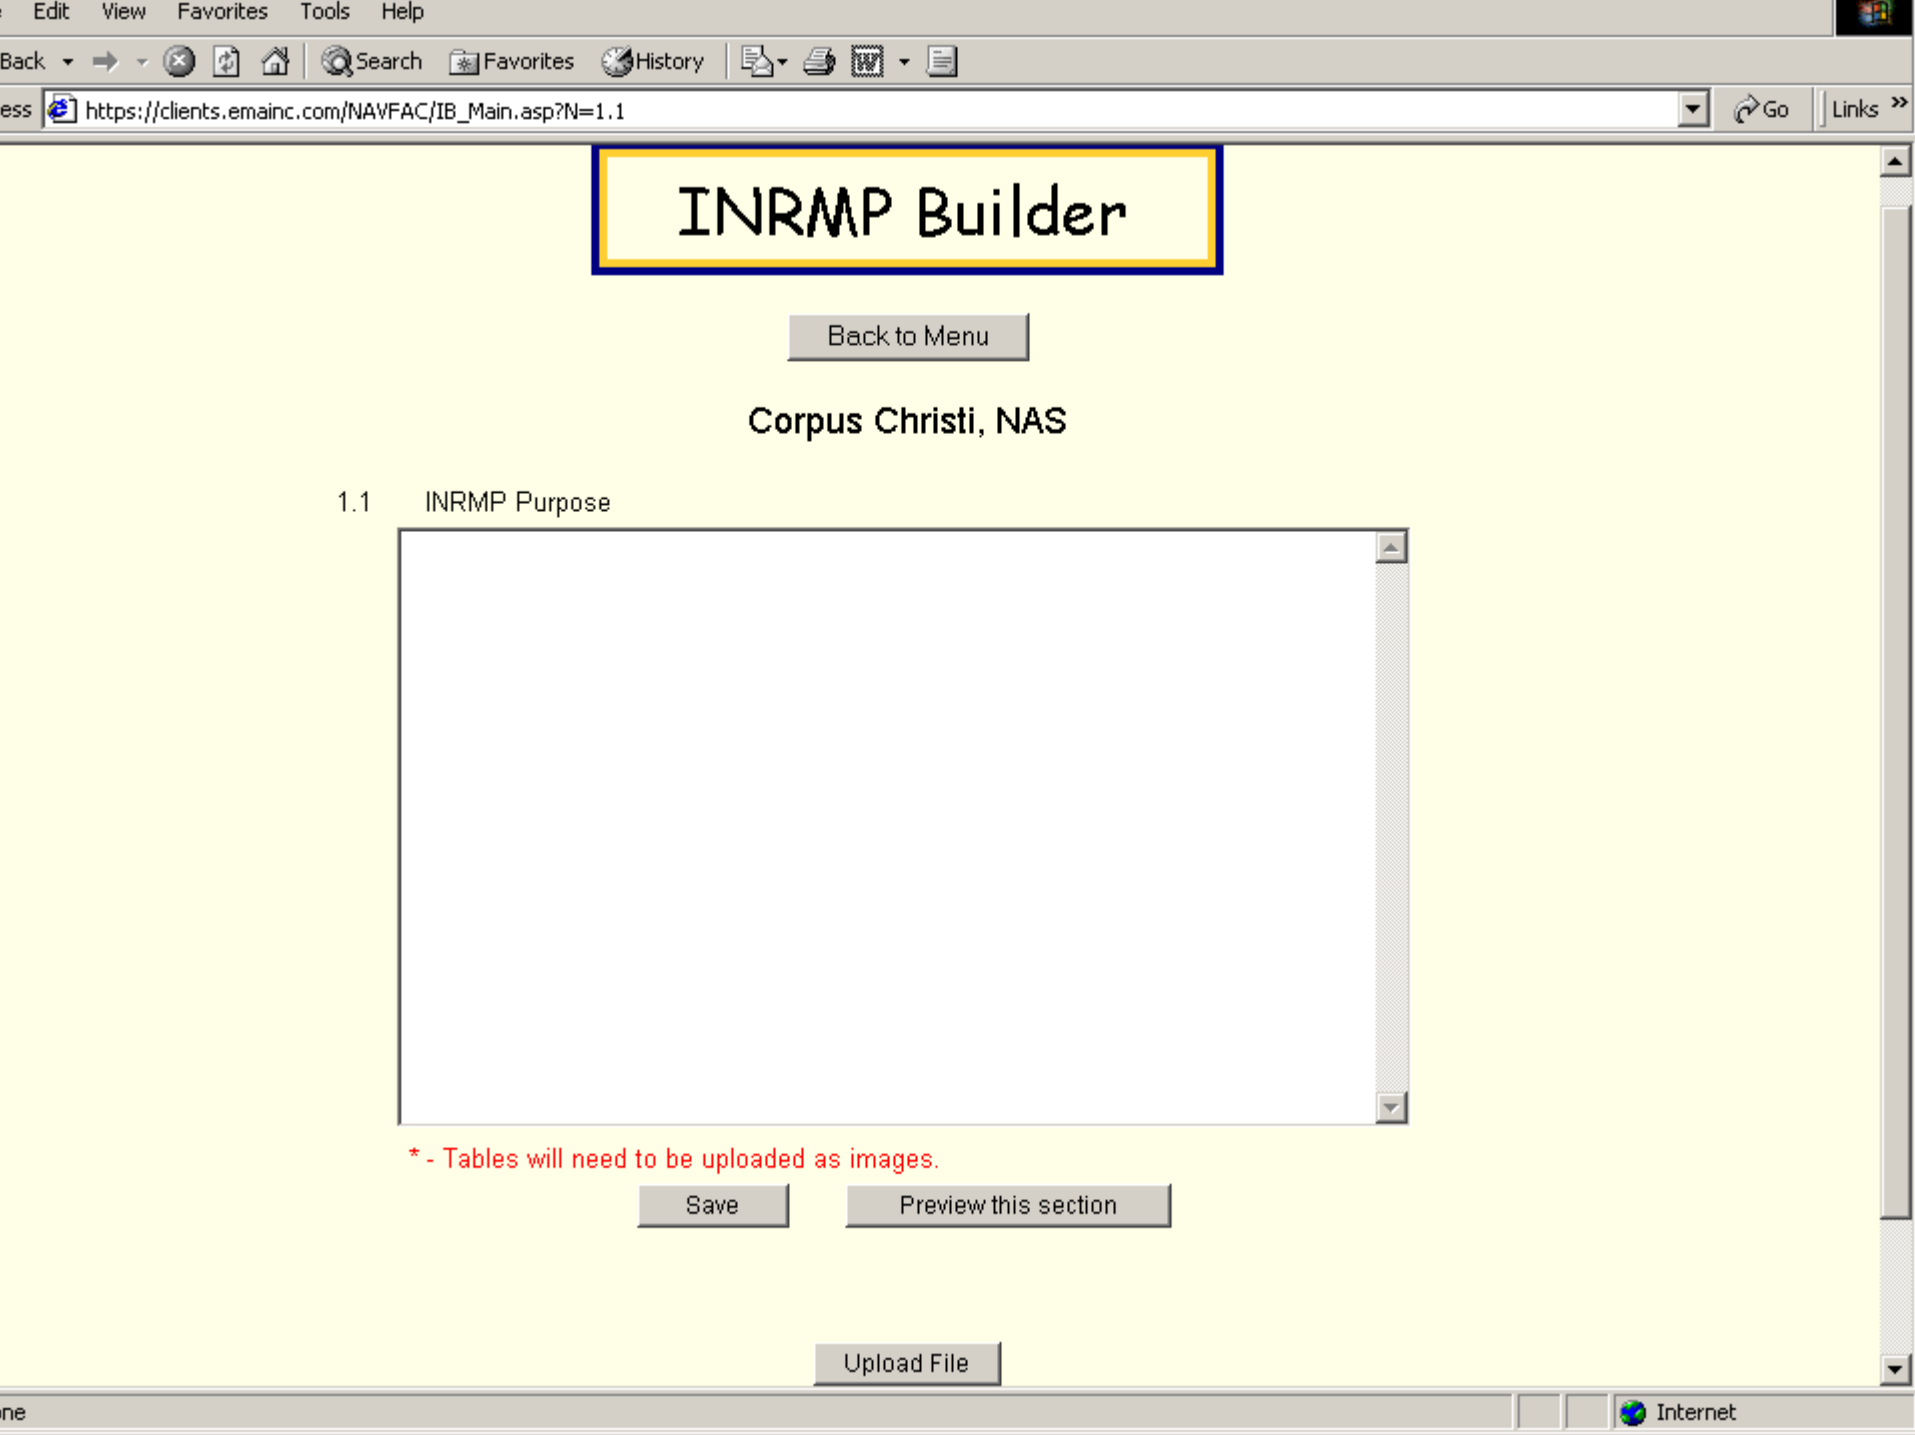 Edit View Favorites Tools Help
Back Search Favorites History
ess https://clients.emainc.com/NAVFAC/IB_Main.asp?N=1.1 Go Links »
INRMP Builder
Back to Menu
Corpus Christi, NAS
1.1 INRMP Purpose
* - Tables will need to be uploaded as images.
Save Preview this section
Upload File
ne Internet